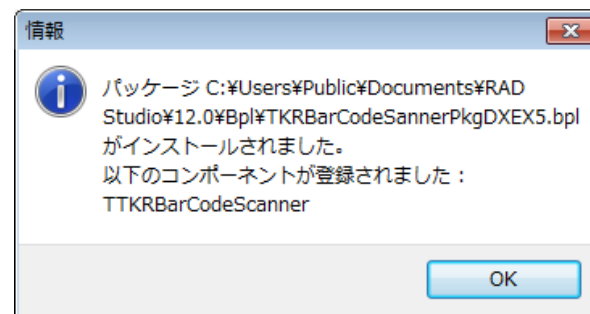 情報
パッケージ C:¥Users¥Public¥Documents¥RAD
Studio¥12.0¥Bpl¥TKRBarCodeSannerPkgDXEX5.bpl
がインストールされました。
以下のコンポーネントが登録されました：
TTKRBarCodeScanner
OK